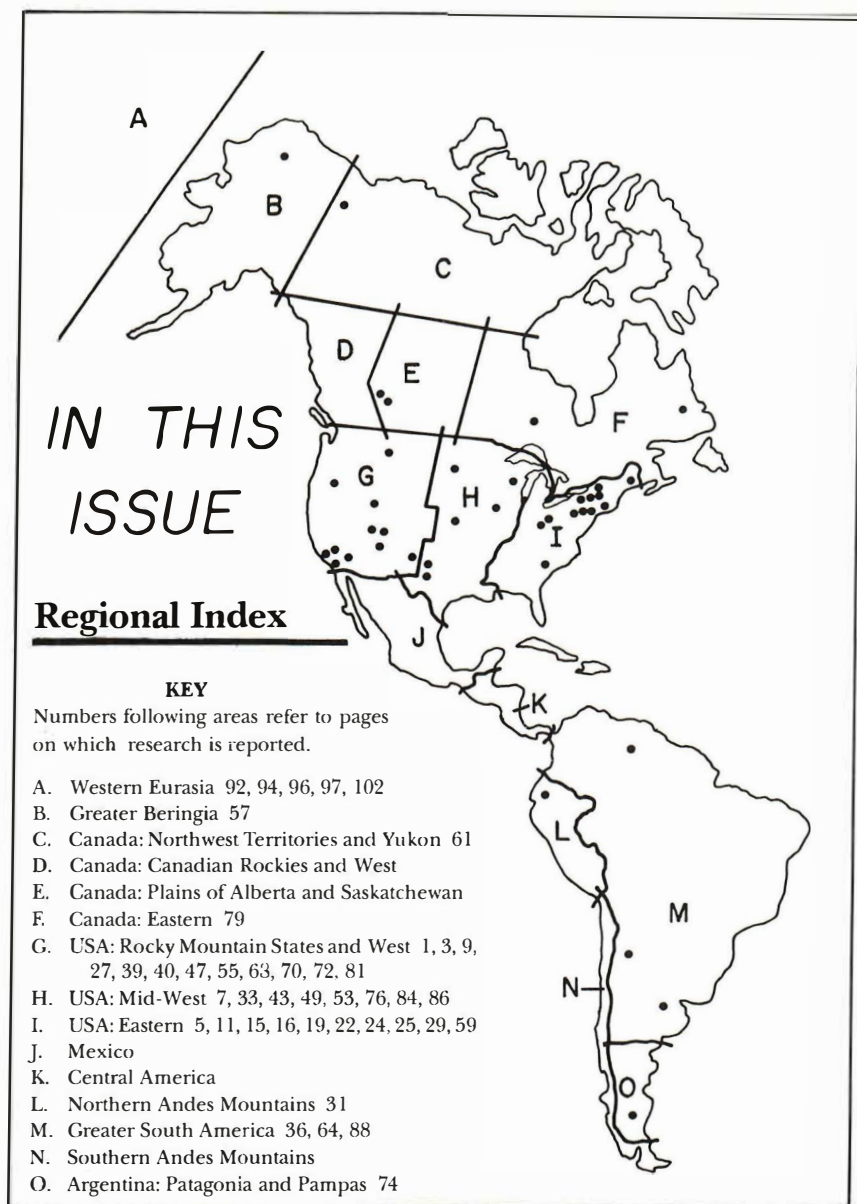 A
B
C
D
E
F
G
H
I
J
K
L
M
N
O
IN THIS
ISSUE
Regional Index
KEY
Numbers following areas refer to pages
on which research is reported.
A. Western Eurasia 92, 94, 96, 97, 102
B. Greater Beringia 57
C. Canada: Northwest Territories and Yukon 61
D. Canada: Canadian Rockies and West
E. Canada: Plains of Alberta and Saskatchewan
F. Canada: Eastern 79
G. USA: Rocky Mountain States and West 1, 3, 9,
27, 39, 40, 47, 55, 63, 70, 72, 81
H. USA: Mid-West 7, 33, 43, 49, 53, 76, 84, 86
I. USA: Eastern 5, 11, 15, 16, 19, 22, 24, 25, 29, 59
J. Mexico
K. Central America
L. Northern Andes Mountains 31
M. Greater South America 36, 64, 88
N. Southern Andes Mountains
O. Argentina: Patagonia and Pampas 74